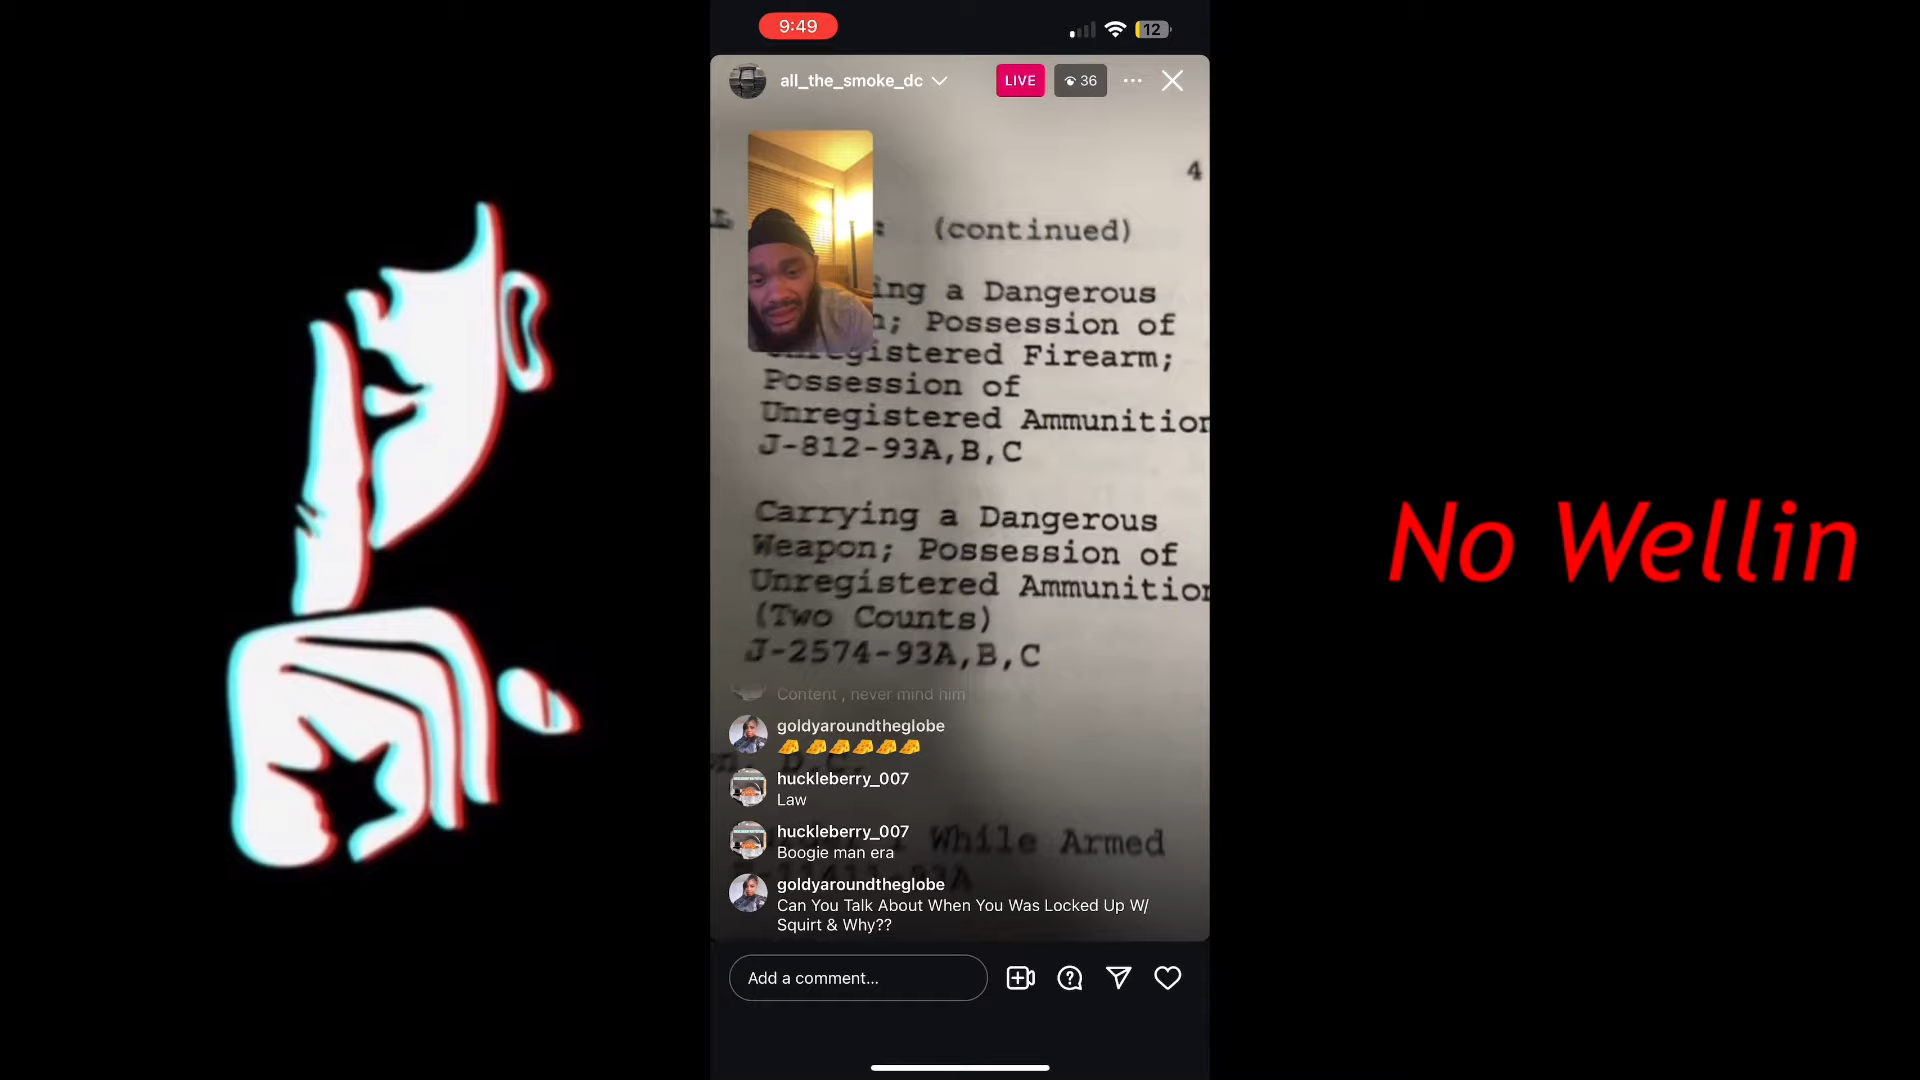 9:49
12
all_the_smoke_dc
LIVE
36
4
: (continued)
ing a Dangerous
n; Possession of
Unregistered Firearm;
Possession of
Unregistered Ammunition
J-812-93A,B,C
Carrying a Dangerous
Weapon; Possession of
Unregistered Ammunition
(Two Counts)
J-2574-93A,B,C
No Wellin
Content , never mind him
goldyaroundtheglobe
🧀🧀🧀🧀🧀🧀
D.C.
huckleberry_007
Law
huckleberry_007
While Armed
Boogie man era
goldyaroundtheglobe
Can You Talk About When You Was Locked Up W/
Squirt & Why??
Add a comment...